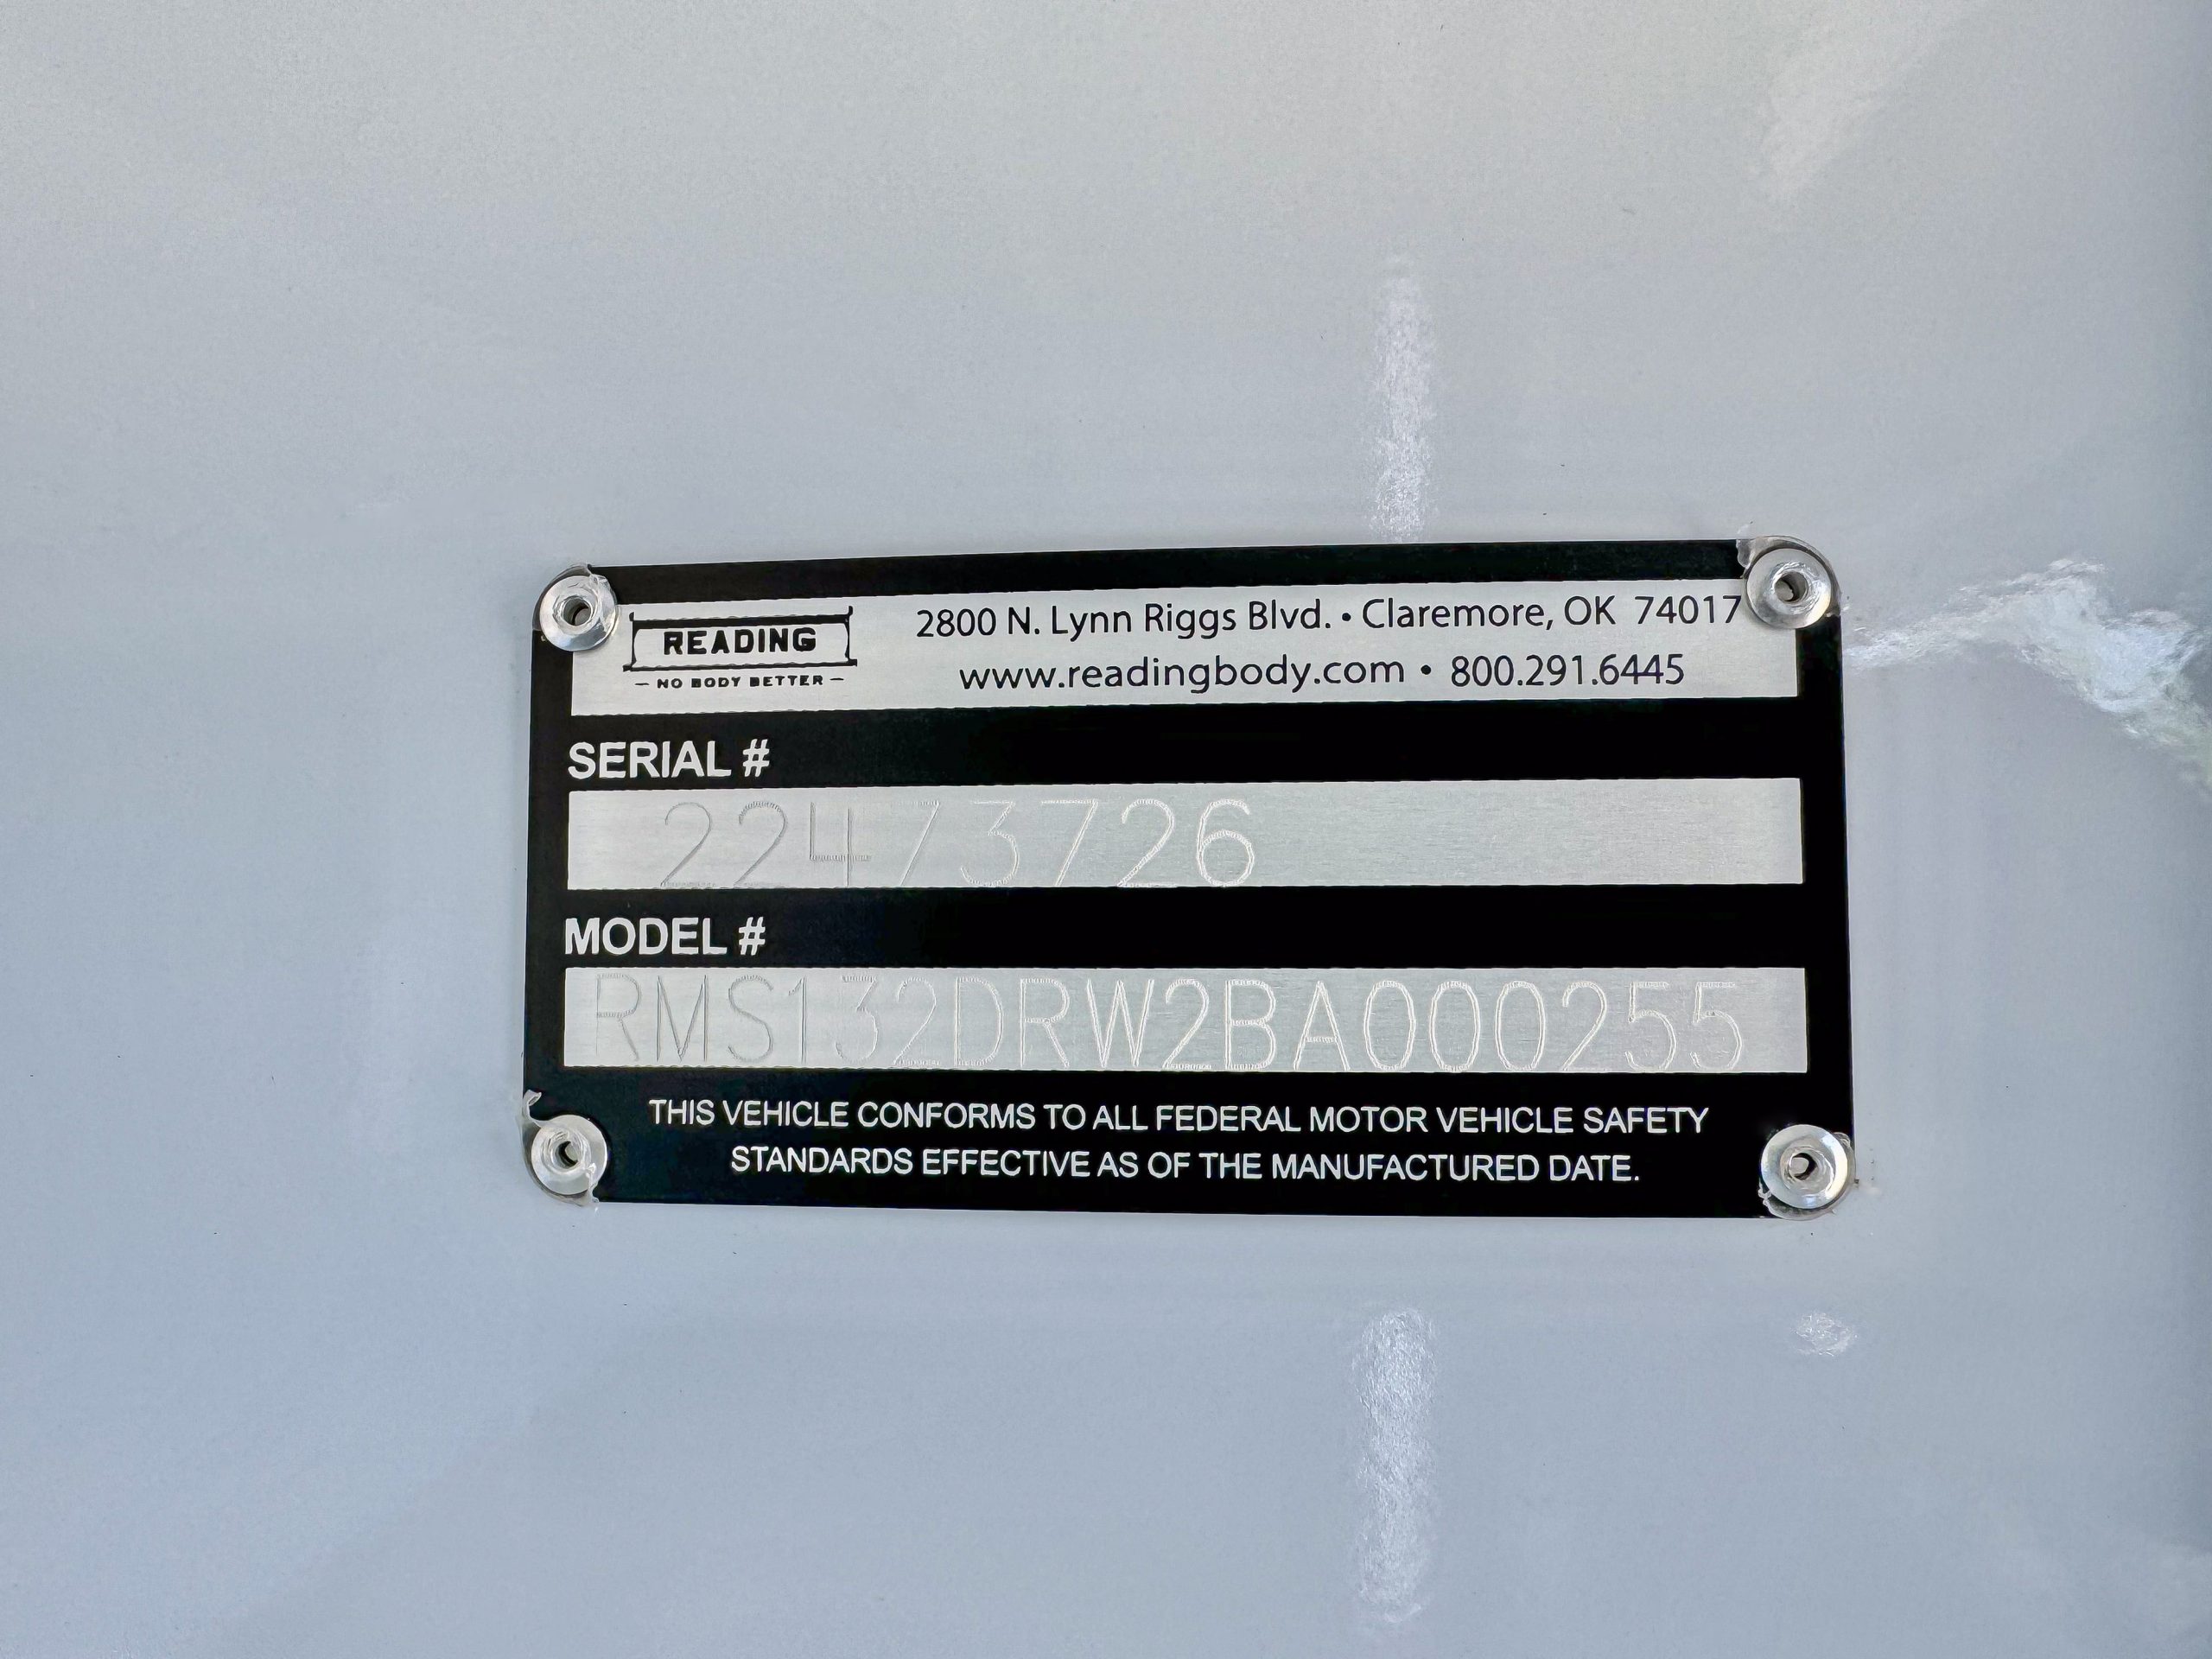 READING
— NO BODY BETTER —
2800 N. Lynn Riggs Blvd. • Claremore, OK 74017
www.readingbody.com • 800.291.6445
SERIAL #
22473726
MODEL #
RMS132DRW2BA000255
THIS VEHICLE CONFORMS TO ALL FEDERAL MOTOR VEHICLE SAFETY
STANDARDS EFFECTIVE AS OF THE MANUFACTURED DATE.